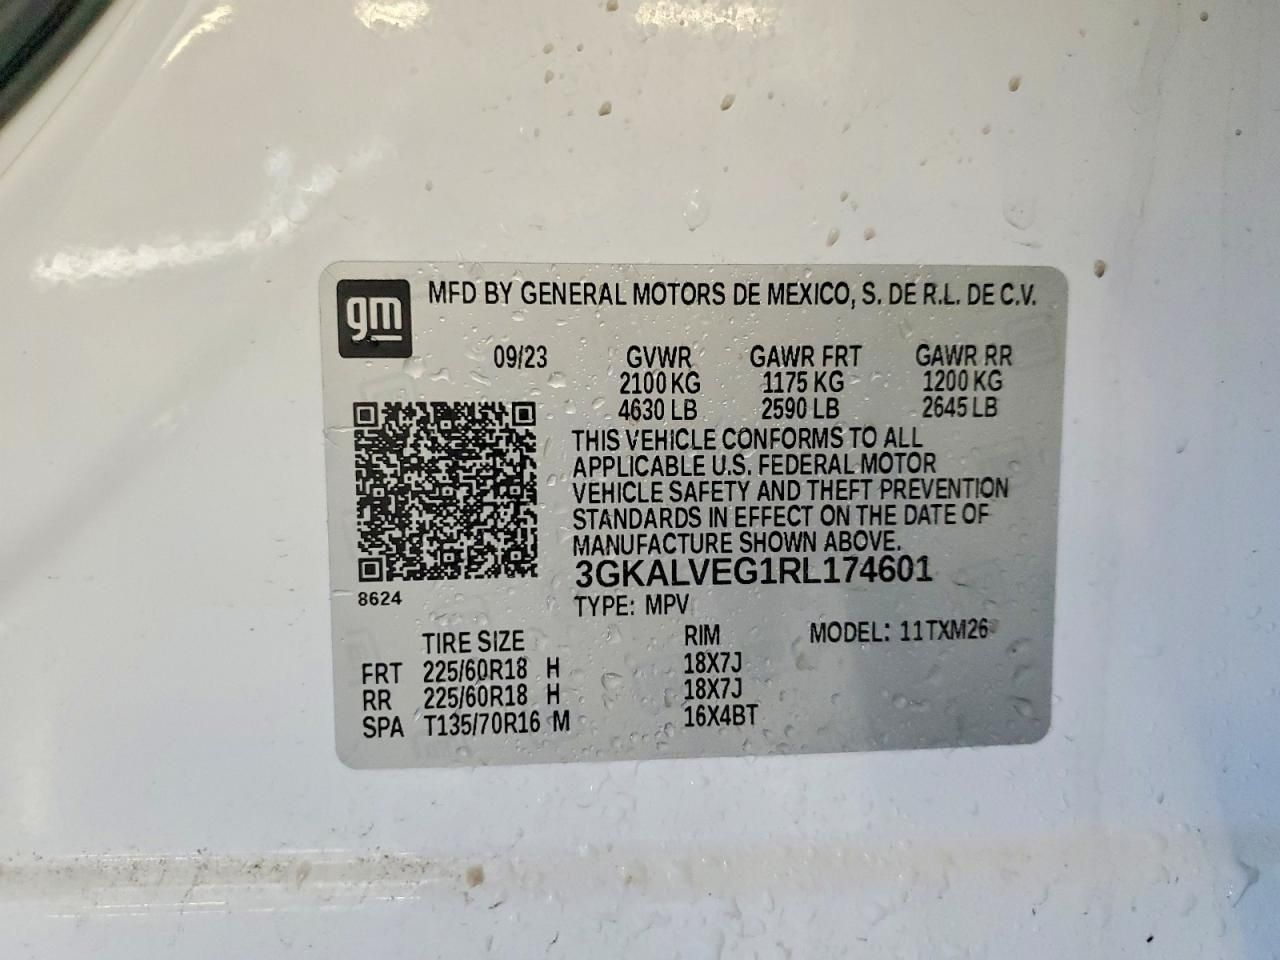 gm
MFD BY GENERAL MOTORS DE MEXICO, S. DE R.L. DE C.V.
09/23 GVWR GAWR FRT GAWR RR
2100 KG 1175 KG 1200 KG
4630 LB 2590 LB 2645 LB
THIS VEHICLE CONFORMS TO ALL
APPLICABLE U.S. FEDERAL MOTOR
VEHICLE SAFETY AND THEFT PREVENTION
STANDARDS IN EFFECT ON THE DATE OF
MANUFACTURE SHOWN ABOVE.
3GKALVEG1RL174601
8624
TYPE: MPV
TIRE SIZE RIM MODEL: 11TXM26
FRT 225/60R18 H 18X7J
RR 225/60R18 H 18X7J
SPA T135/70R16 M 16X4BT